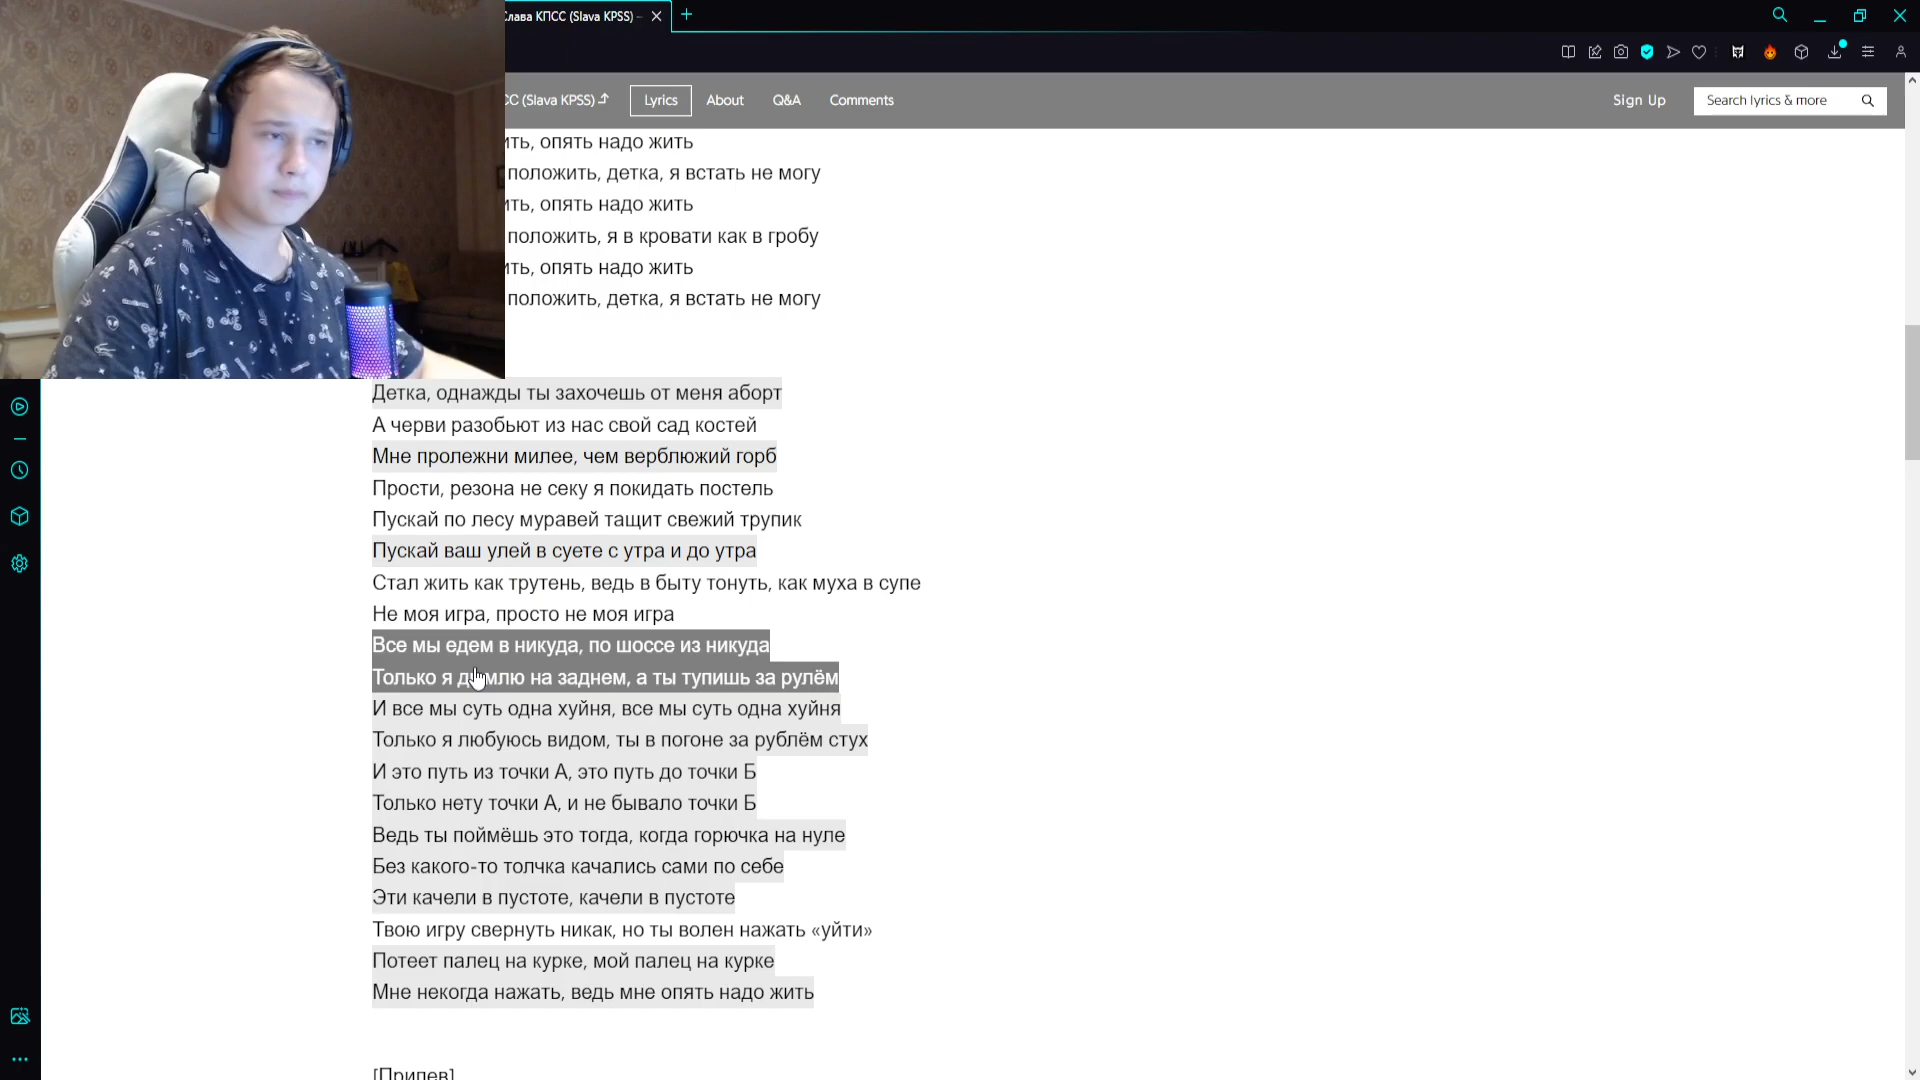 Слава КПСС (Slava KPSS) –
СС (Slava KPSS)
Lyrics
About
Q&A
Comments
Sign Up
Search lyrics & more
ить, опять надо жить
положить, детка, я встать не могу
ить, опять надо жить
положить, я в кровати как в гробу
ить, опять надо жить
положить, детка, я встать не могу
Детка, однажды ты захочешь от меня аборт
А черви разобьют из нас свой сад костей
Мне пролежни милее, чем верблюжий горб
Прости, резона не секу я покидать постель
Пускай по лесу муравей тащит свежий трупик
Пускай ваш улей в суете с утра и до утра
Стал жить как трутень, ведь в быту тонуть, как муха в супе
Не моя игра, просто не моя игра
Все мы едем в никуда, по шоссе из никуда
Только я дремлю на заднем, а ты тупишь за рулём
И все мы суть одна хуйня, все мы суть одна хуйня
Только я любуюсь видом, ты в погоне за рублём стух
И это путь из точки А, это путь до точки Б
Только нету точки А, и не бывало точки Б
Ведь ты поймёшь это тогда, когда горючка на нуле
Без какого-то толчка качались сами по себе
Эти качели в пустоте, качели в пустоте
Твою игру свернуть никак, но ты волен нажать «уйти»
Потеет палец на курке, мой палец на курке
Мне некогда нажать, ведь мне опять надо жить
[Припев]